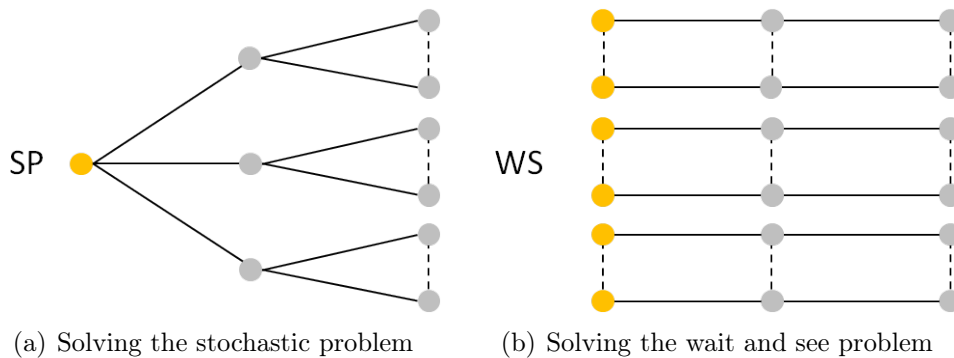 SP
WS
(a) Solving the stochastic problem
(b) Solving the wait and see problem